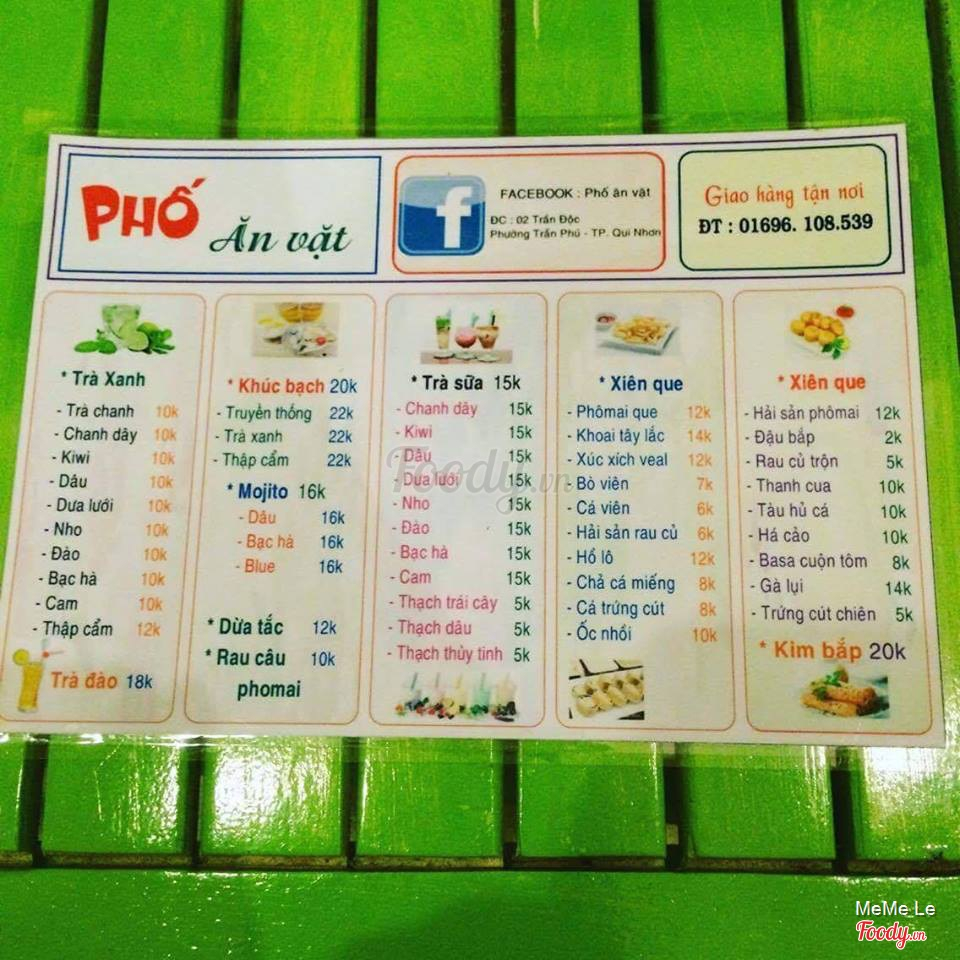 PHỐ
Ăn vặt
FACEBOOK : Phố ăn vặt
ĐC : 02 Trần Độc
Phường Trần Phú - TP. Qui Nhơn
Giao hàng tận nơi
ĐT : 01696. 108.539
* Trà Xanh
- Trà chanh 10k
- Chanh dây 10k
- Kiwi 10k
- Dâu 10k
- Dưa lưới 10k
- Nho 10k
- Đào 10k
- Bạc hà 10k
- Cam 10k
- Thập cẩm 12k
Trà đào 18k
* Khúc bạch 20k
- Truyền thống 22k
- Trà xanh 22k
- Thập cẩm 22k
* Mojito 16k
- Dâu 16k
- Bạc hà 16k
- Blue 16k
* Dừa tắc 12k
* Rau câu 10k
phomai
* Trà sữa 15k
- Chanh dây 15k
- Kiwi 15k
- Dâu 15k
- Dưa lưới 15k
- Nho 15k
- Đào 15k
- Bạc hà 15k
- Cam 15k
- Thạch trái cây 5k
- Thạch dâu 5k
- Thạch thủy tinh 5k
* Xiên que
- Phômai que 12k
- Khoai tây lắc 14k
- Xúc xích veal 12k
- Bò viên 7k
- Cá viên 6k
- Hải sản rau củ 6k
- Hồ lô 12k
- Chả cá miếng 8k
- Cá trứng cút 8k
- Ốc nhồi 10k
* Xiên que
- Hải sản phômai 12k
- Đậu bắp 2k
- Rau củ trộn 5k
- Thanh cua 10k
- Tàu hủ cá 10k
- Há cảo 10k
- Basa cuộn tôm 8k
- Gà lụi 14k
- Trứng cút chiên 5k
* Kim bắp 20k
Foody.vn
MeMe_Le
Foody.vn